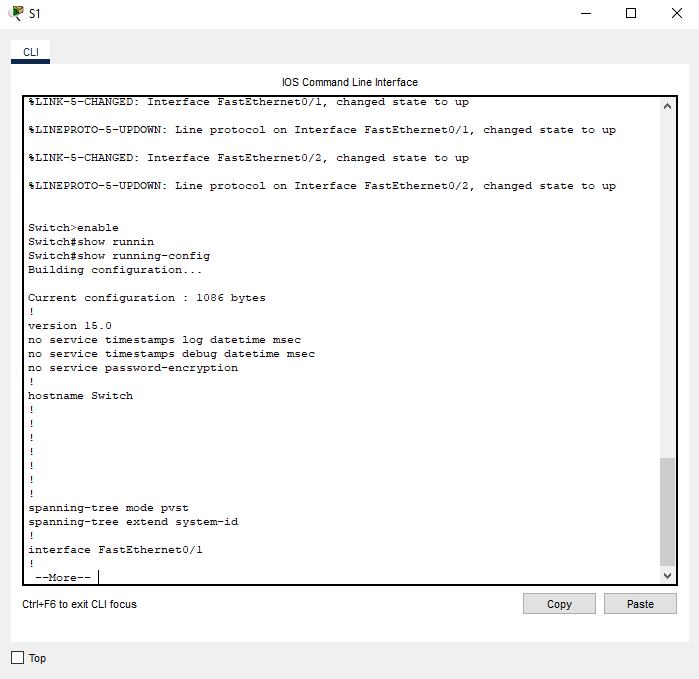 S1
CLI
IOS Command Line Interface
%LINK-5-CHANGED: Interface FastEthernet0/1, changed state to up
%LINEPROTO-5-UPDOWN: Line protocol on Interface FastEthernet0/1, changed state to up
%LINK-5-CHANGED: Interface FastEthernet0/2, changed state to up
%LINEPROTO-5-UPDOWN: Line protocol on Interface FastEthernet0/2, changed state to up
Switch>enable
Switch#show runnin
Switch#show running-config
Building configuration...
Current configuration : 1086 bytes
!
version 15.0
no service timestamps log datetime msec
no service timestamps debug datetime msec
no service password-encryption
!
hostname Switch
!
!
!
!
!
!
!
spanning-tree mode pvst
spanning-tree extend system-id
!
interface FastEthernet0/1
!
--More--
Ctrl+F6 to exit CLI focus
Copy
Paste
Top